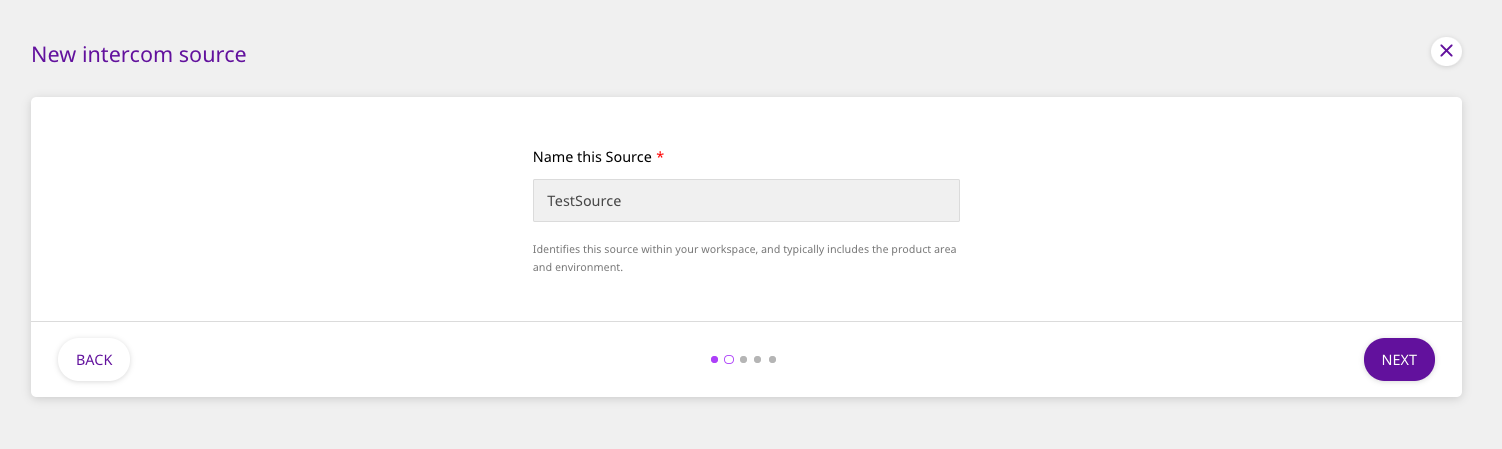 New intercom source
Name this Source *
TestSource
Identifies this source within your workspace, and typically includes the product area
and environment.
BACK
NEXT